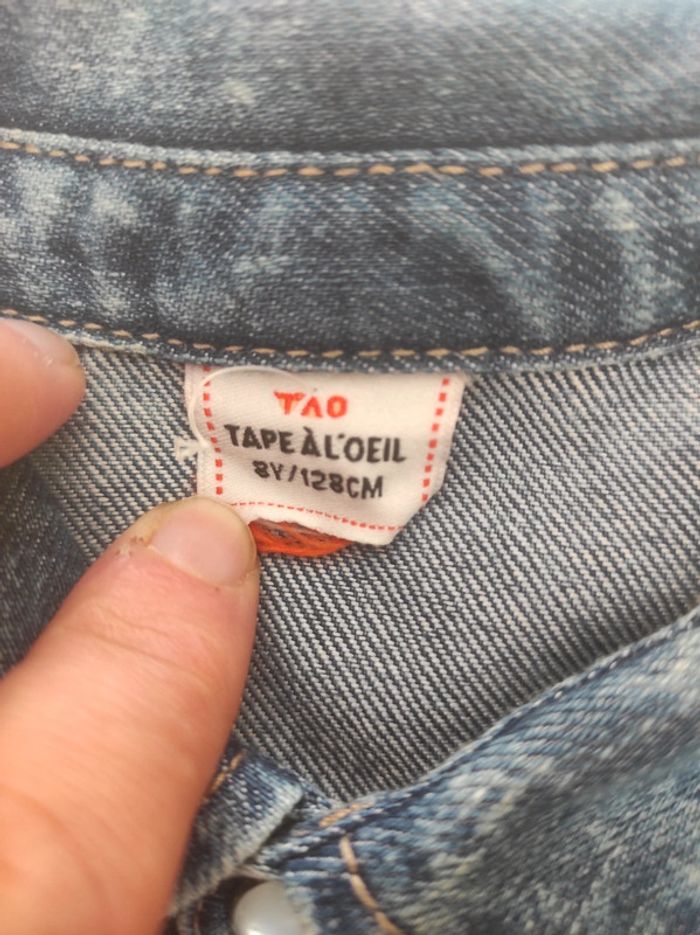 TAO
TAPE À L'OEIL
8Y/128CM